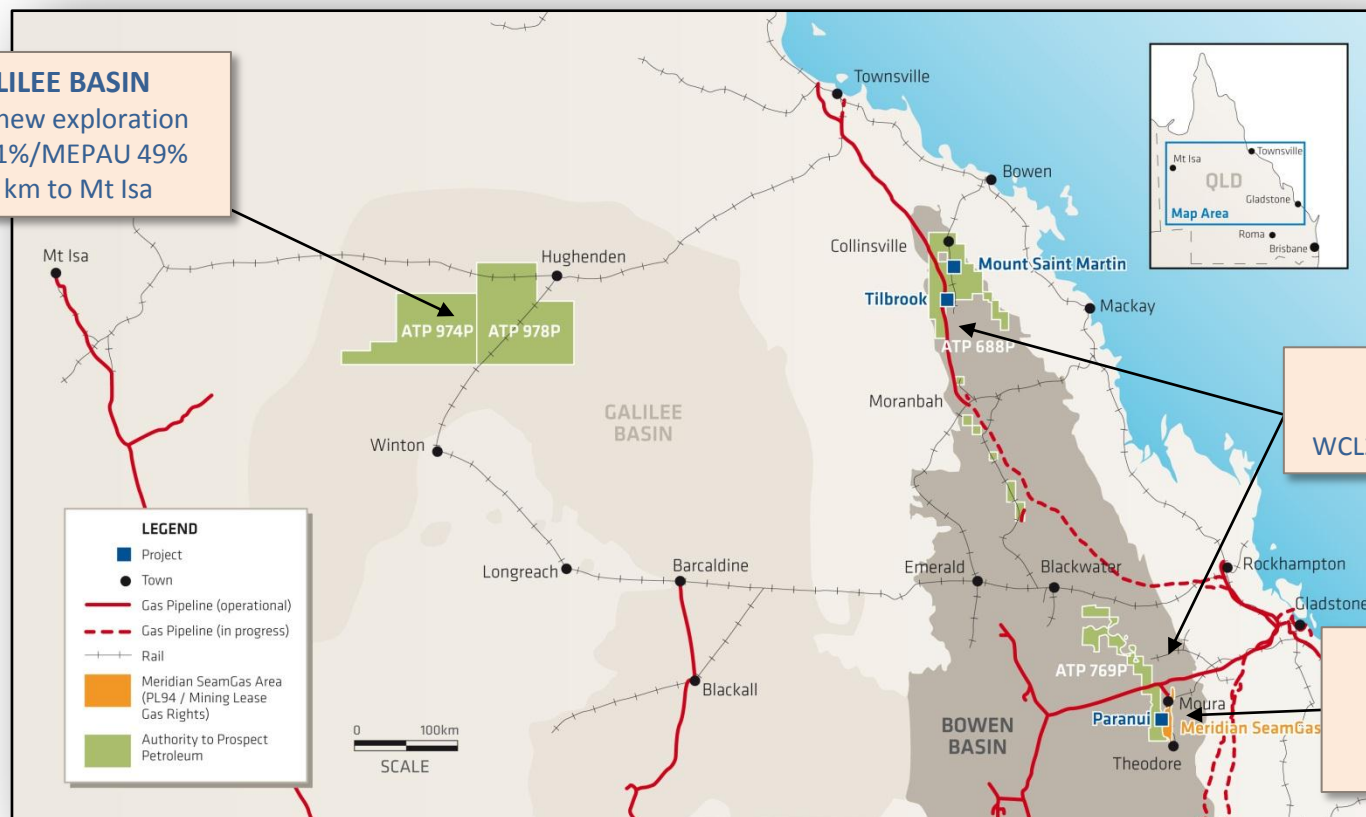 LILEE BASIN
new exploration
1%/MEPAU 49%
km to Mt Isa
Townsville
Bowen
Collinsville
Mount Saint Martin
Tilbrook
Mackay
ATP 688P
Mt Isa
Hughenden
ATP 974P
ATP 978P
Moranbah
GALILEE
BASIN
Winton
Longreach
Barcaldine
Emerald
Blackwater
Rockhampton
Gladstone
ATP 769P
Blackall
Moura
Paranui
Meridian SeamGas
BOWEN
BASIN
Theodore
Townsville
Mt Isa
QLD
Gladstone
Map Area
Roma
Brisbane
WCL
LEGEND
Project
Town
Gas Pipeline (operational)
Gas Pipeline (in progress)
Rail
Meridian SeamGas Area
(PL94 / Mining Lease
Gas Rights)
Authority to Prospect
Petroleum
0 100km
SCALE